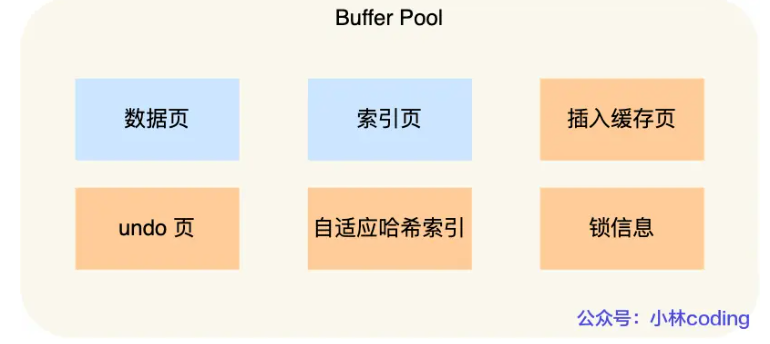 Buffer Pool
数据页
索引页
插入缓存页
undo 页
自适应哈希索引
锁信息
公众号：小林coding